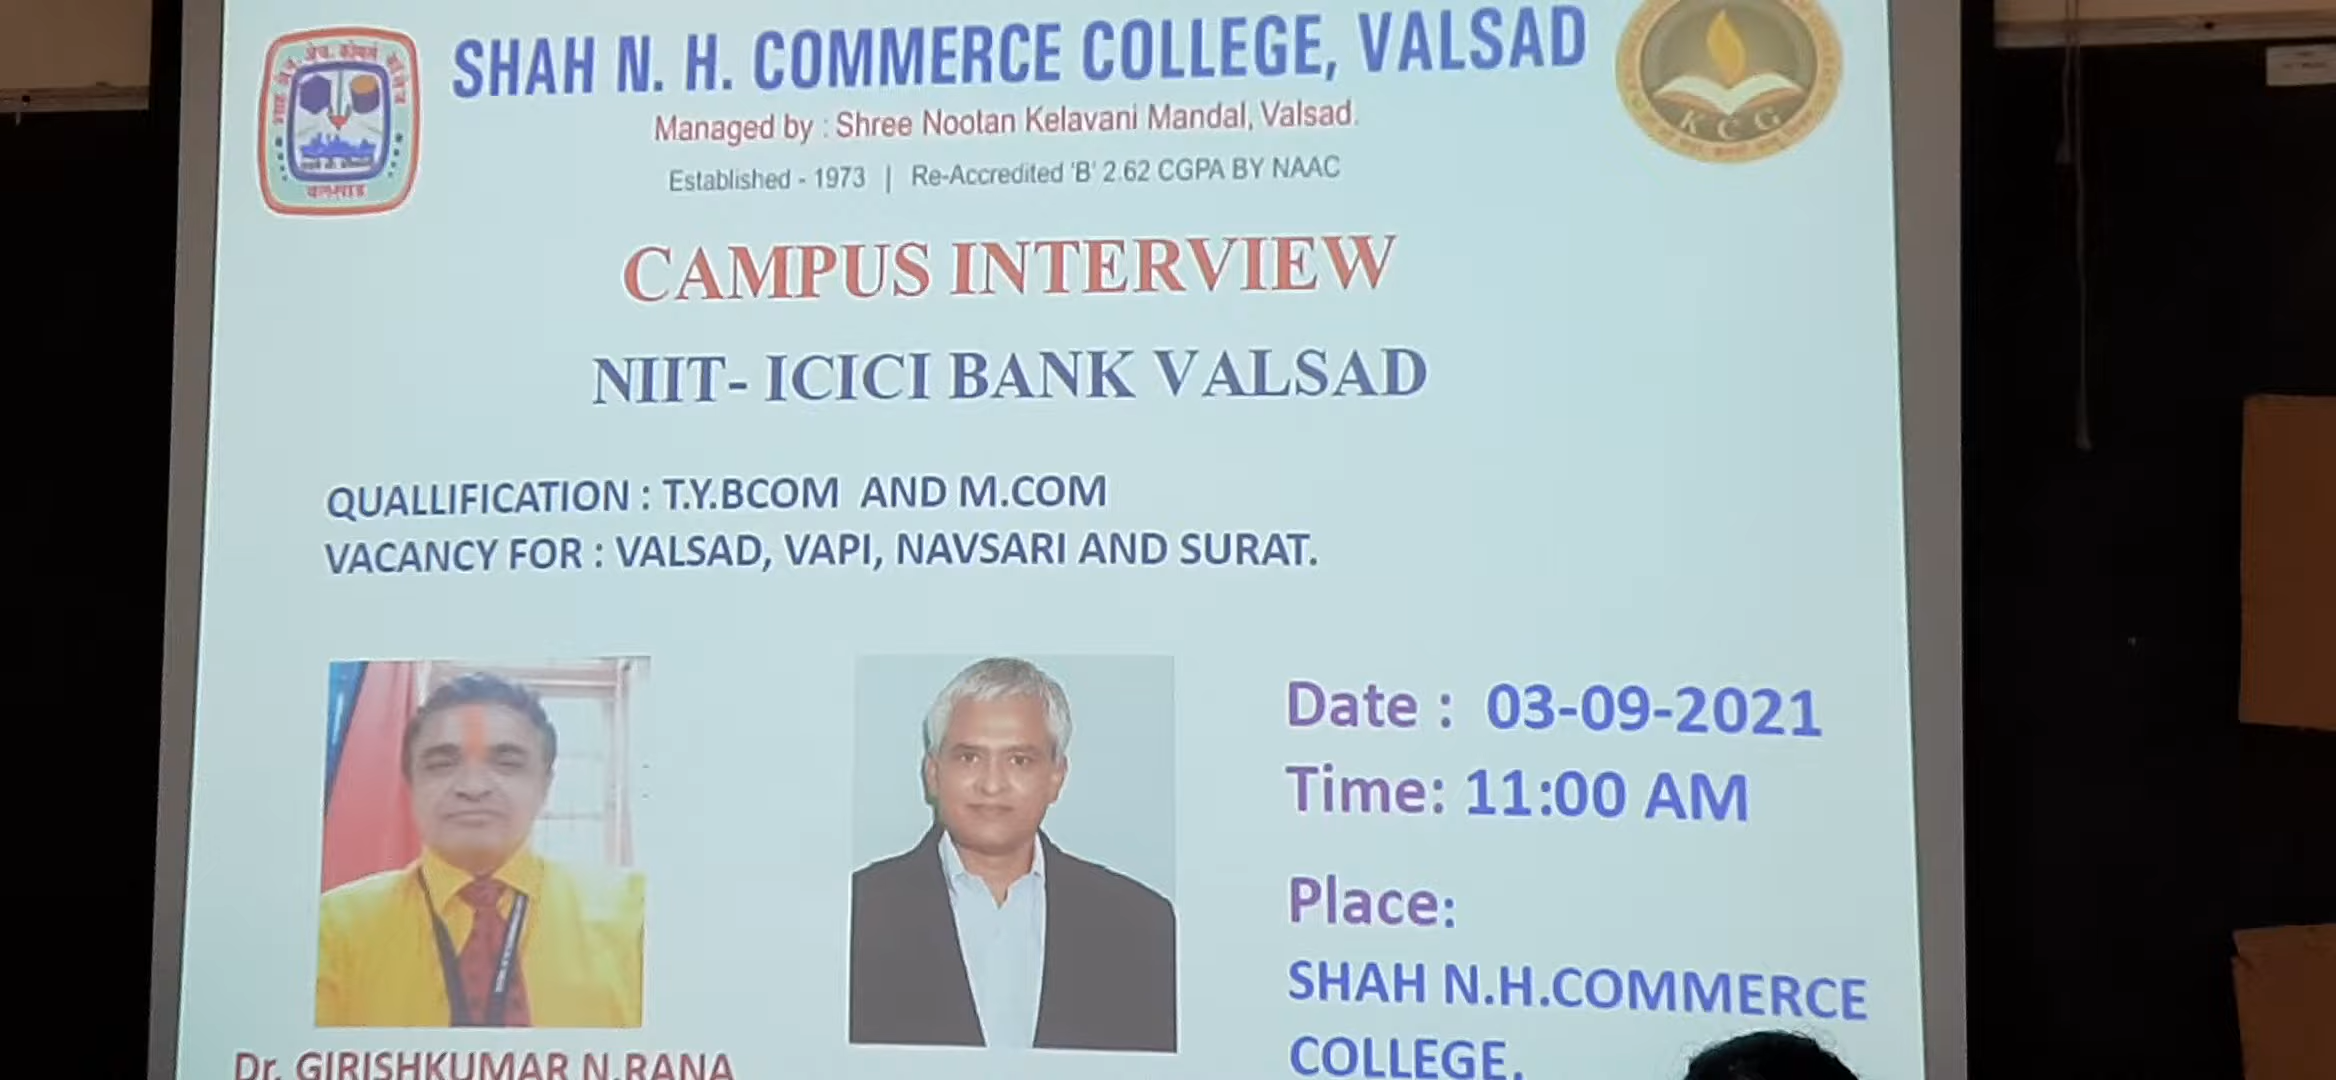 SHAH N. H. COMMERCE COLLEGE, VALSAD
Managed by : Shree Nootan Kelavani Mandal, Valsad.
Established - 1973 | Re-Accredited 'B' 2.62 CGPA BY NAAC
K C G
वलसाड
CAMPUS INTERVIEW
NIIT- ICICI BANK VALSAD
QUALLIFICATION : T.Y.BCOM AND M.COM
VACANCY FOR : VALSAD, VAPI, NAVSARI AND SURAT.
Date : 03-09-2021
Time: 11:00 AM
Place:
SHAH N.H.COMMERCE
COLLEGE.
Dr. GIRISHKUMAR N.RANA